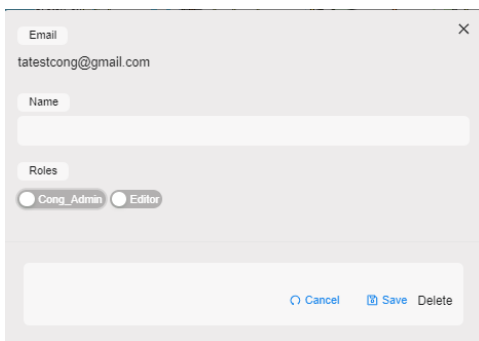 Email
tatestcong@gmail.com
Name
Roles
Cong_Admin Editor
Cancel Save Delete